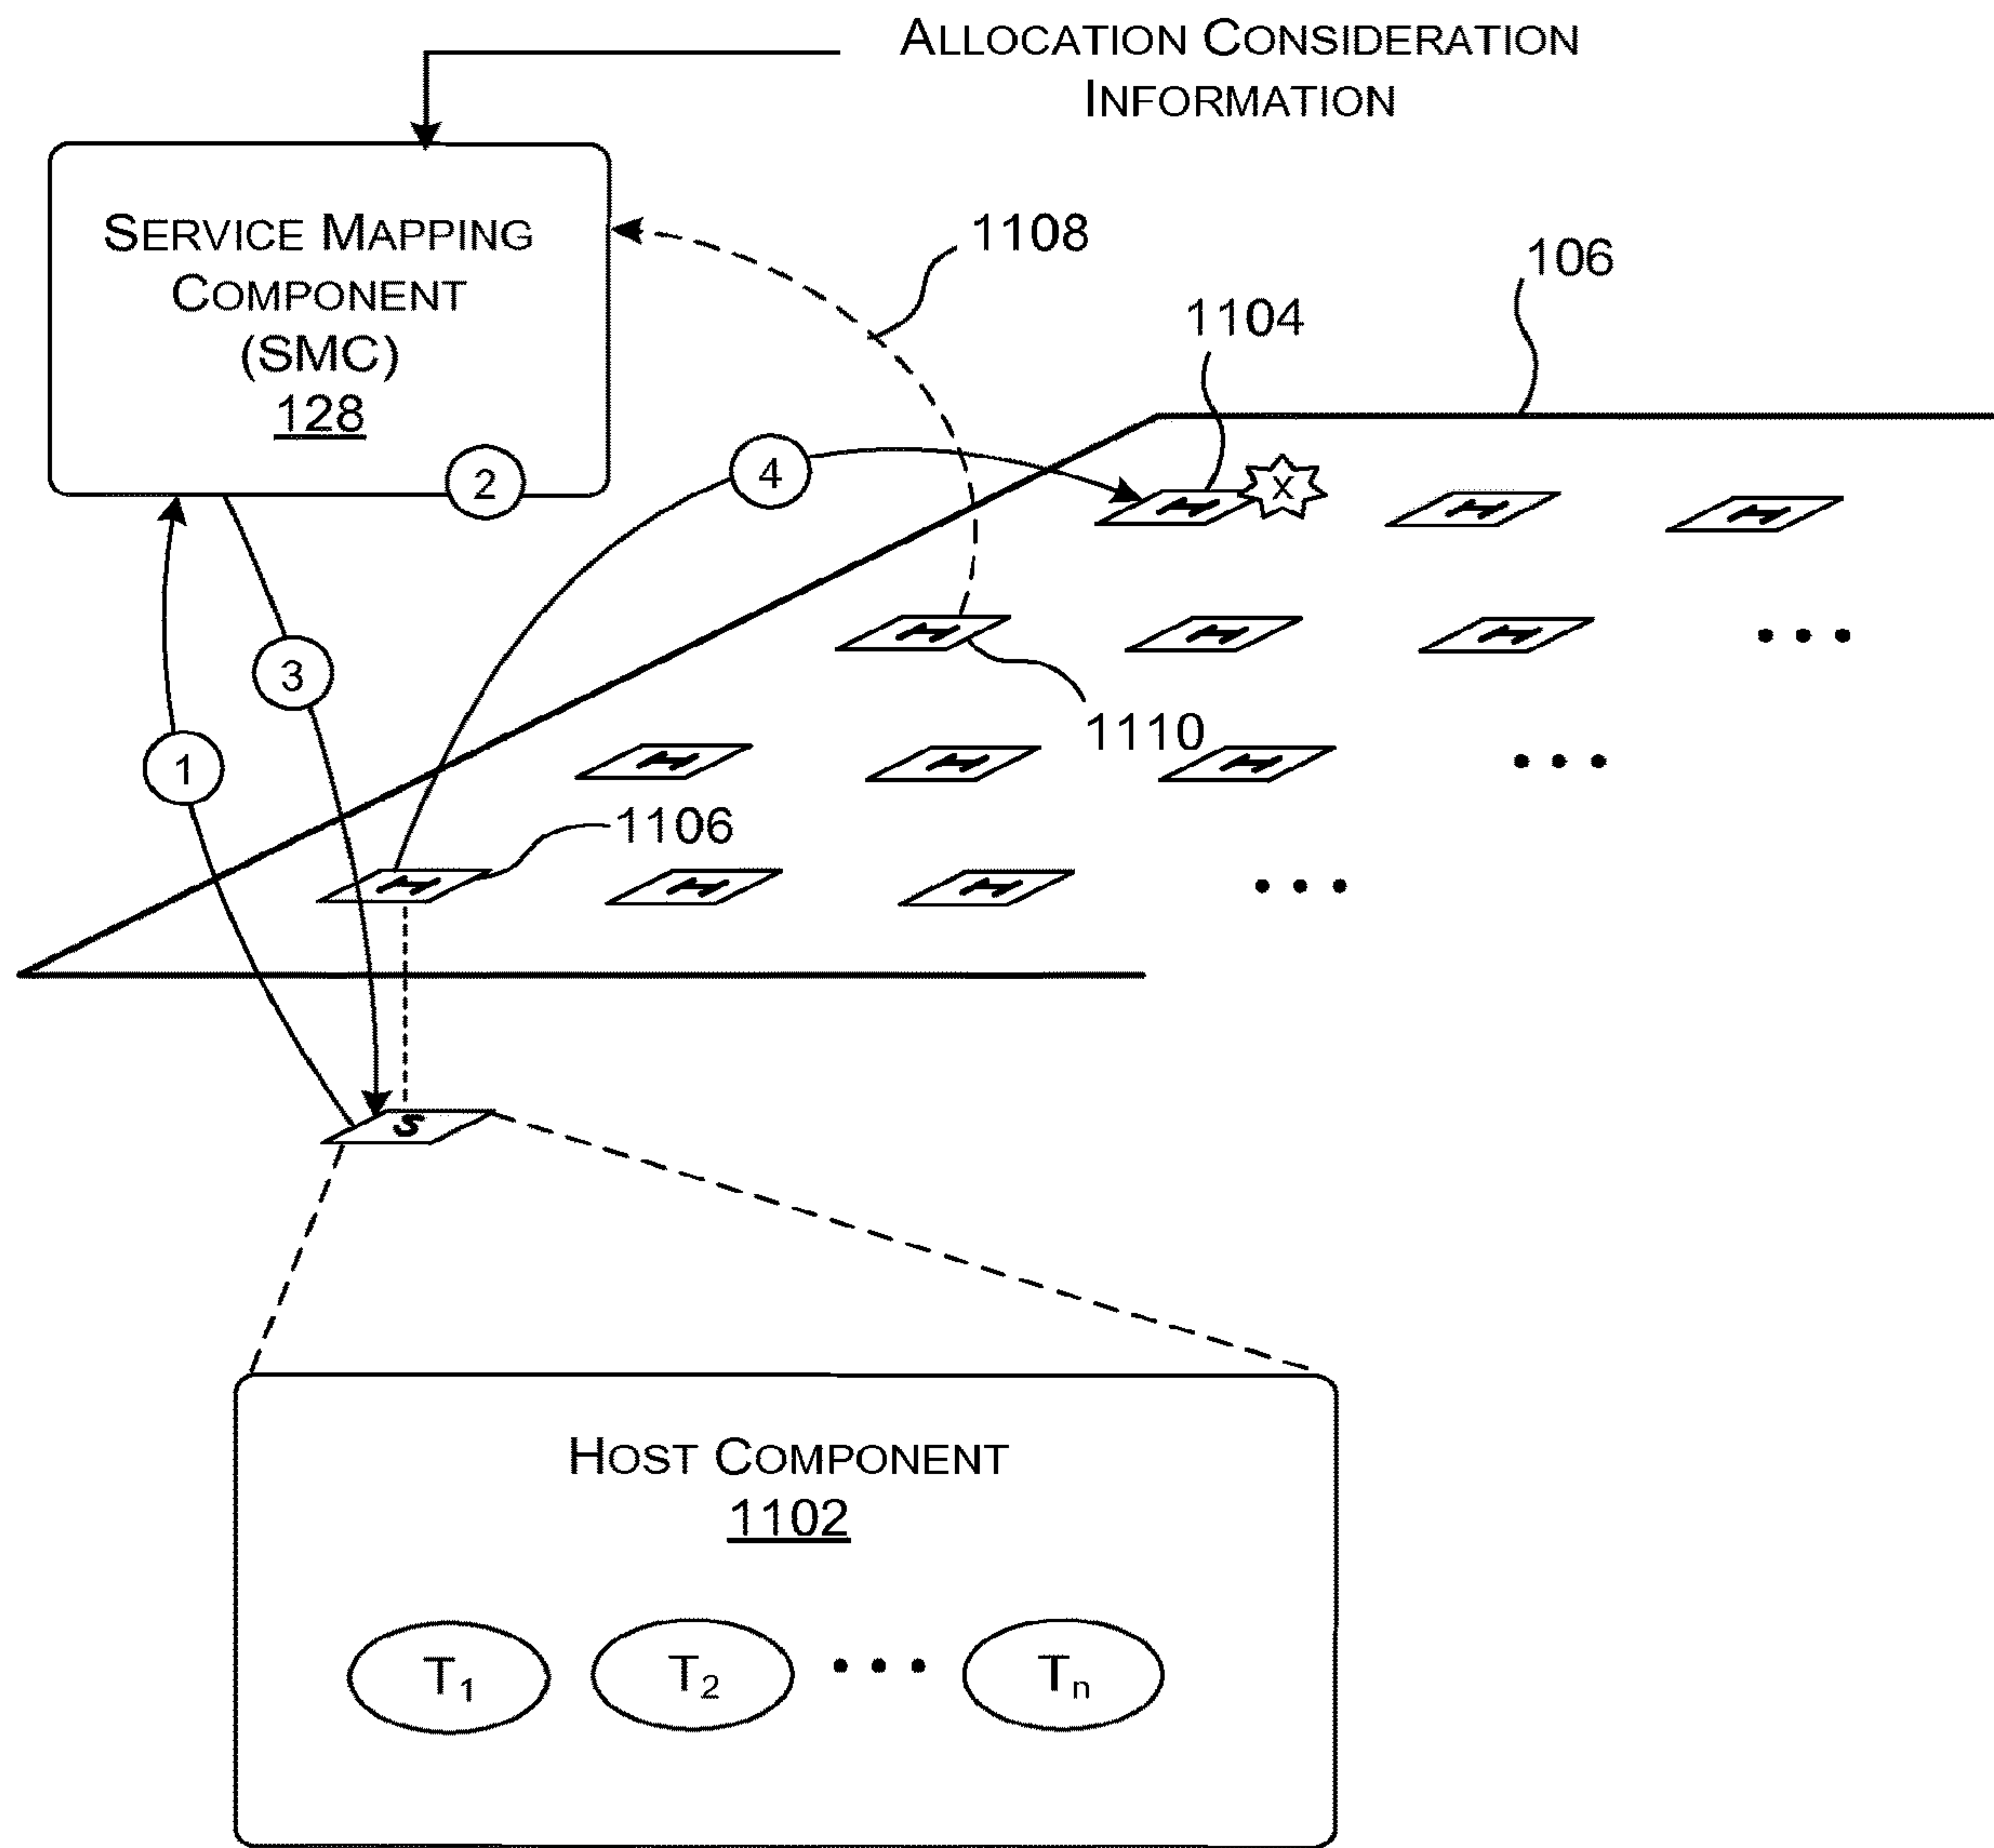 ALLOCATION CONSIDERATION
INFORMATION
SERVICE MAPPING
COMPONENT
(SMC)
128
1108
106
1104
2
4
X
H H H
3
H H H
1110
1
H H H
1106
H H H
S
HOST COMPONENT
1102
T1 T2 Tn